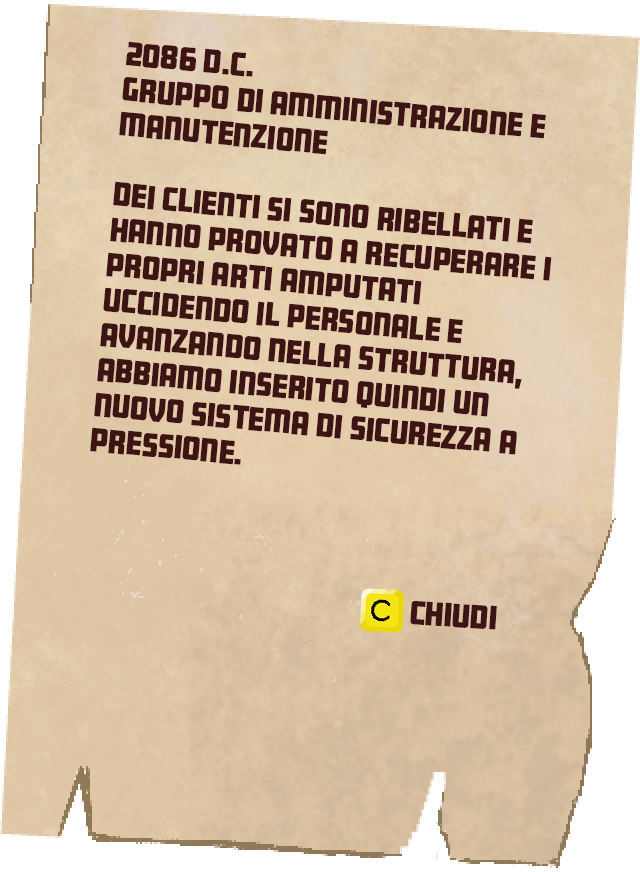 2086 D.C.
GRUPPO DI AMMINISTRAZIONE E
MANUTENZIONE
DEI CLIENTI SI SONO RIBELLATI E
HANNO PROVATO A RECUPERARE I
PROPRI ARTI AMPUTATI
UCCIDENDO IL PERSONALE E
AVANZANDO NELLA STRUTTURA,
ABBIAMO INSERITO QUINDI UN
NUOVO SISTEMA DI SICUREZZA A
PRESSIONE.
C CHIUDI